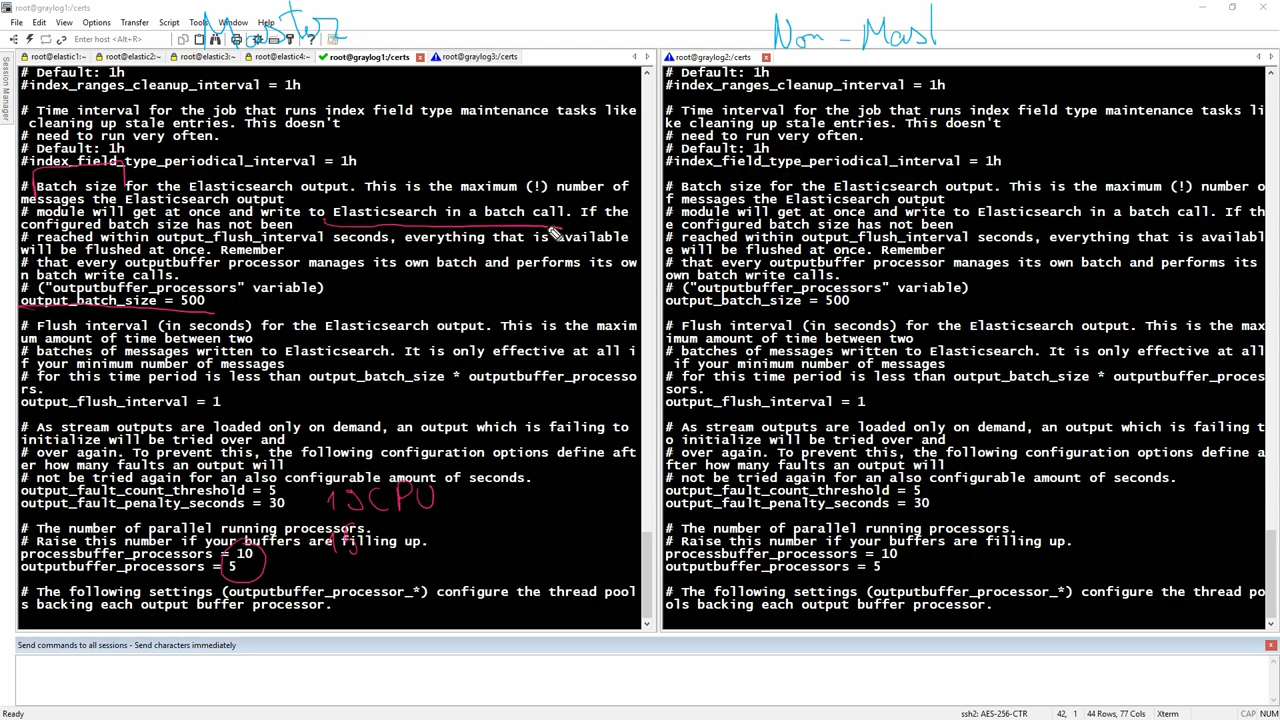 root@graylog1:/certs
File Edit View Options Transfer Script Tools Window Help
Master
Non - Mast
Enter host <Alt+R>
Session Manager
root@elastic1:~ root@elastic2:~ root@elastic3:~ root@elastic4:~ root@graylog1:/certs root@graylog3:/certs
# Default: 1h
#index_ranges_cleanup_interval = 1h
# Time interval for the job that runs index field type maintenance tasks like
 cleaning up stale entries. This doesn't
# need to run very often.
# Default: 1h
#index_field_type_periodical_interval = 1h
# Batch size for the Elasticsearch output. This is the maximum (!) number of
messages the Elasticsearch output
# module will get at once and write to Elasticsearch in a batch call. If the
configured batch size has not been
# reached within output_flush_interval seconds, everything that is available
will be flushed at once. Remember
# that every outputbuffer processor manages its own batch and performs its ow
n batch write calls.
# ("outputbuffer_processors" variable)
output_batch_size = 500
# Flush interval (in seconds) for the Elasticsearch output. This is the maxim
um amount of time between two
# batches of messages written to Elasticsearch. It is only effective at all i
f your minimum number of messages
# for this time period is less than output_batch_size * outputbuffer_processo
rs.
output_flush_interval = 1
# As stream outputs are loaded only on demand, an output which is failing to
initialize will be tried over and
# over again. To prevent this, the following configuration options define aft
er how many faults an output will
# not be tried again for an also configurable amount of seconds.
output_fault_count_threshold = 5
output_fault_penalty_seconds = 30
# The number of parallel running processors.
# Raise this number if your buffers are filling up.
processbuffer_processors = 10
outputbuffer_processors = 5
# The following settings (outputbuffer_processor_*) configure the thread pool
s backing each output buffer processor.
CPU
15
root@graylog2:/certs
# Default: 1h
#index_ranges_cleanup_interval = 1h
# Time interval for the job that runs index field type maintenance tasks li
ke cleaning up stale entries. This doesn't
# need to run very often.
# Default: 1h
#index_field_type_periodical_interval = 1h
# Batch size for the Elasticsearch output. This is the maximum (!) number o
f messages the Elasticsearch output
# module will get at once and write to Elasticsearch in a batch call. If th
e configured batch size has not been
# reached within output_flush_interval seconds, everything that is availabl
e will be flushed at once. Remember
# that every outputbuffer processor manages its own batch and performs its
own batch write calls.
# ("outputbuffer_processors" variable)
output_batch_size = 500
# Flush interval (in seconds) for the Elasticsearch output. This is the max
imum amount of time between two
# batches of messages written to Elasticsearch. It is only effective at all
 if your minimum number of messages
# for this time period is less than output_batch_size * outputbuffer_proces
sors.
output_flush_interval = 1
# As stream outputs are loaded only on demand, an output which is failing t
o initialize will be tried over and
# over again. To prevent this, the following configuration options define a
fter how many faults an output will
# not be tried again for an also configurable amount of seconds.
output_fault_count_threshold = 5
output_fault_penalty_seconds = 30
# The number of parallel running processors.
# Raise this number if your buffers are filling up.
processbuffer_processors = 10
outputbuffer_processors = 5
# The following settings (outputbuffer_processor_*) configure the thread po
ols backing each output buffer processor.
Send commands to all sessions - Send characters immediately
Ready ssh2: AES-256-CTR 42, 1 44 Rows, 77 Cols Xterm CAP NUM